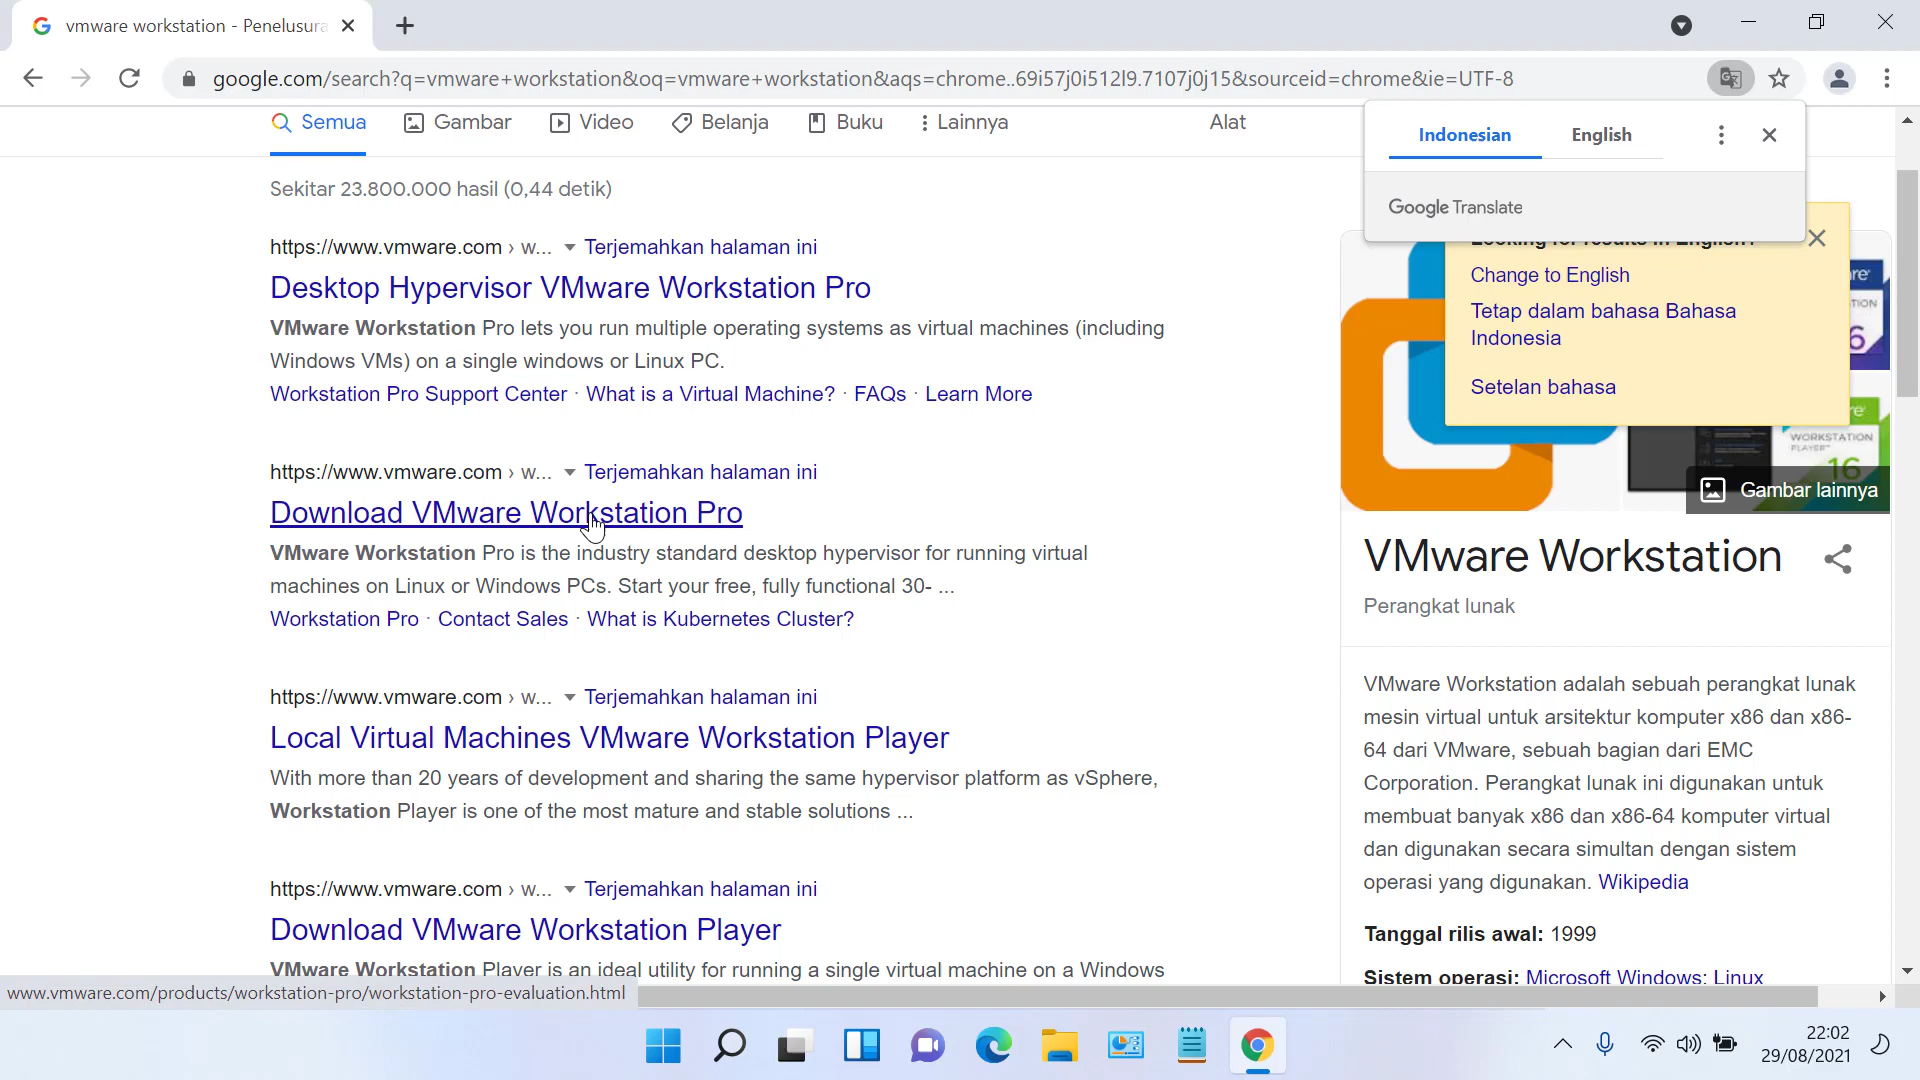 vmware workstation - Penelusura
google.com/search?q=vmware+workstation&oq=vmware+workstation&aqs=chrome..69i57j0i512l9.7107j0j15&sourceid=chrome&ie=UTF-8
Semua
Gambar
Video
Belanja
Buku
Lainnya
Alat
Sekitar 23.800.000 hasil (0,44 detik)
https://www.vmware.com › w... Terjemahkan halaman ini
Desktop Hypervisor VMware Workstation Pro
VMware Workstation Pro lets you run multiple operating systems as virtual machines (including
Windows VMs) on a single windows or Linux PC.
Workstation Pro Support Center · What is a Virtual Machine? · FAQs · Learn More
https://www.vmware.com › w... Terjemahkan halaman ini
Download VMware Workstation Pro
VMware Workstation Pro is the industry standard desktop hypervisor for running virtual
machines on Linux or Windows PCs. Start your free, fully functional 30- ...
Workstation Pro · Contact Sales · What is Kubernetes Cluster?
https://www.vmware.com › w... Terjemahkan halaman ini
Local Virtual Machines VMware Workstation Player
With more than 20 years of development and sharing the same hypervisor platform as vSphere,
Workstation Player is one of the most mature and stable solutions ...
https://www.vmware.com › w... Terjemahkan halaman ini
Download VMware Workstation Player
VMware Workstation Player is an ideal utility for running a single virtual machine on a Windows
www.vmware.com/products/workstation-pro/workstation-pro-evaluation.html
Indonesian
English
Google Translate
Looking for results in English?
Change to English
Tetap dalam bahasa Bahasa
Indonesia
Setelan bahasa
WORKSTATION
PLAYER
16
Gambar lainnya
VMware Workstation
Perangkat lunak
VMware Workstation adalah sebuah perangkat lunak
mesin virtual untuk arsitektur komputer x86 dan x86-
64 dari VMware, sebuah bagian dari EMC
Corporation. Perangkat lunak ini digunakan untuk
membuat banyak x86 dan x86-64 komputer virtual
dan digunakan secara simultan dengan sistem
operasi yang digunakan. Wikipedia
Tanggal rilis awal: 1999
Sistem operasi: Microsoft Windows; Linux
22:02
29/08/2021